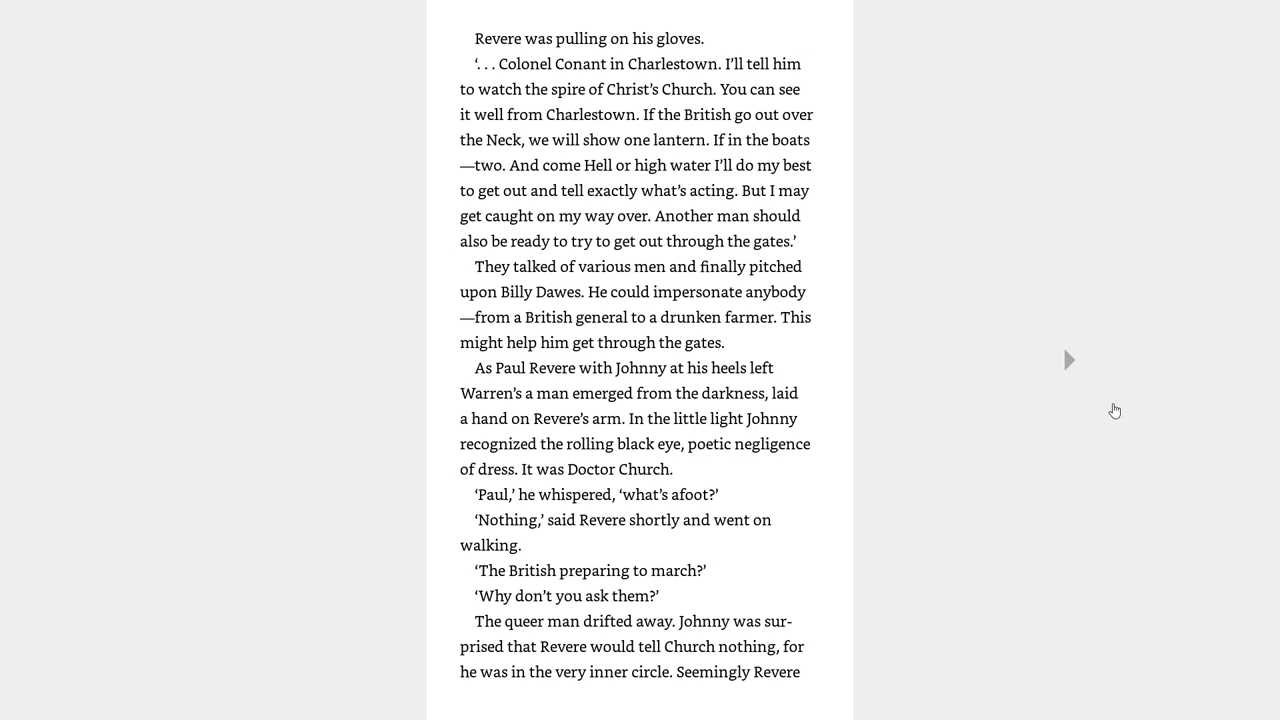 Revere was pulling on his gloves.
‘. . . Colonel Conant in Charlestown. I’ll tell him
to watch the spire of Christ’s Church. You can see
it well from Charlestown. If the British go out over
the Neck, we will show one lantern. If in the boats
—two. And come Hell or high water I’ll do my best
to get out and tell exactly what’s acting. But I may
get caught on my way over. Another man should
also be ready to try to get out through the gates.’
They talked of various men and finally pitched
upon Billy Dawes. He could impersonate anybody
—from a British general to a drunken farmer. This
might help him get through the gates.
As Paul Revere with Johnny at his heels left
Warren’s a man emerged from the darkness, laid
a hand on Revere’s arm. In the little light Johnny
recognized the rolling black eye, poetic negligence
of dress. It was Doctor Church.
‘Paul,’ he whispered, ‘what’s afoot?’
‘Nothing,’ said Revere shortly and went on
walking.
‘The British preparing to march?’
‘Why don’t you ask them?’
The queer man drifted away. Johnny was sur-
prised that Revere would tell Church nothing, for
he was in the very inner circle. Seemingly Revere